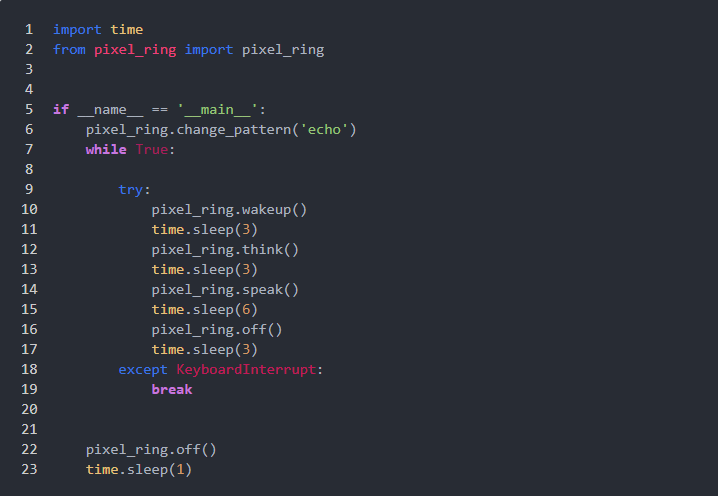 1 import time
2 from pixel_ring import pixel_ring
3
4
5 if __name__ == '__main__':
6     pixel_ring.change_pattern('echo')
7     while True:
8
9         try:
10             pixel_ring.wakeup()
11             time.sleep(3)
12             pixel_ring.think()
13             time.sleep(3)
14             pixel_ring.speak()
15             time.sleep(6)
16             pixel_ring.off()
17             time.sleep(3)
18         except KeyboardInterrupt:
19             break
20
21
22     pixel_ring.off()
23     time.sleep(1)